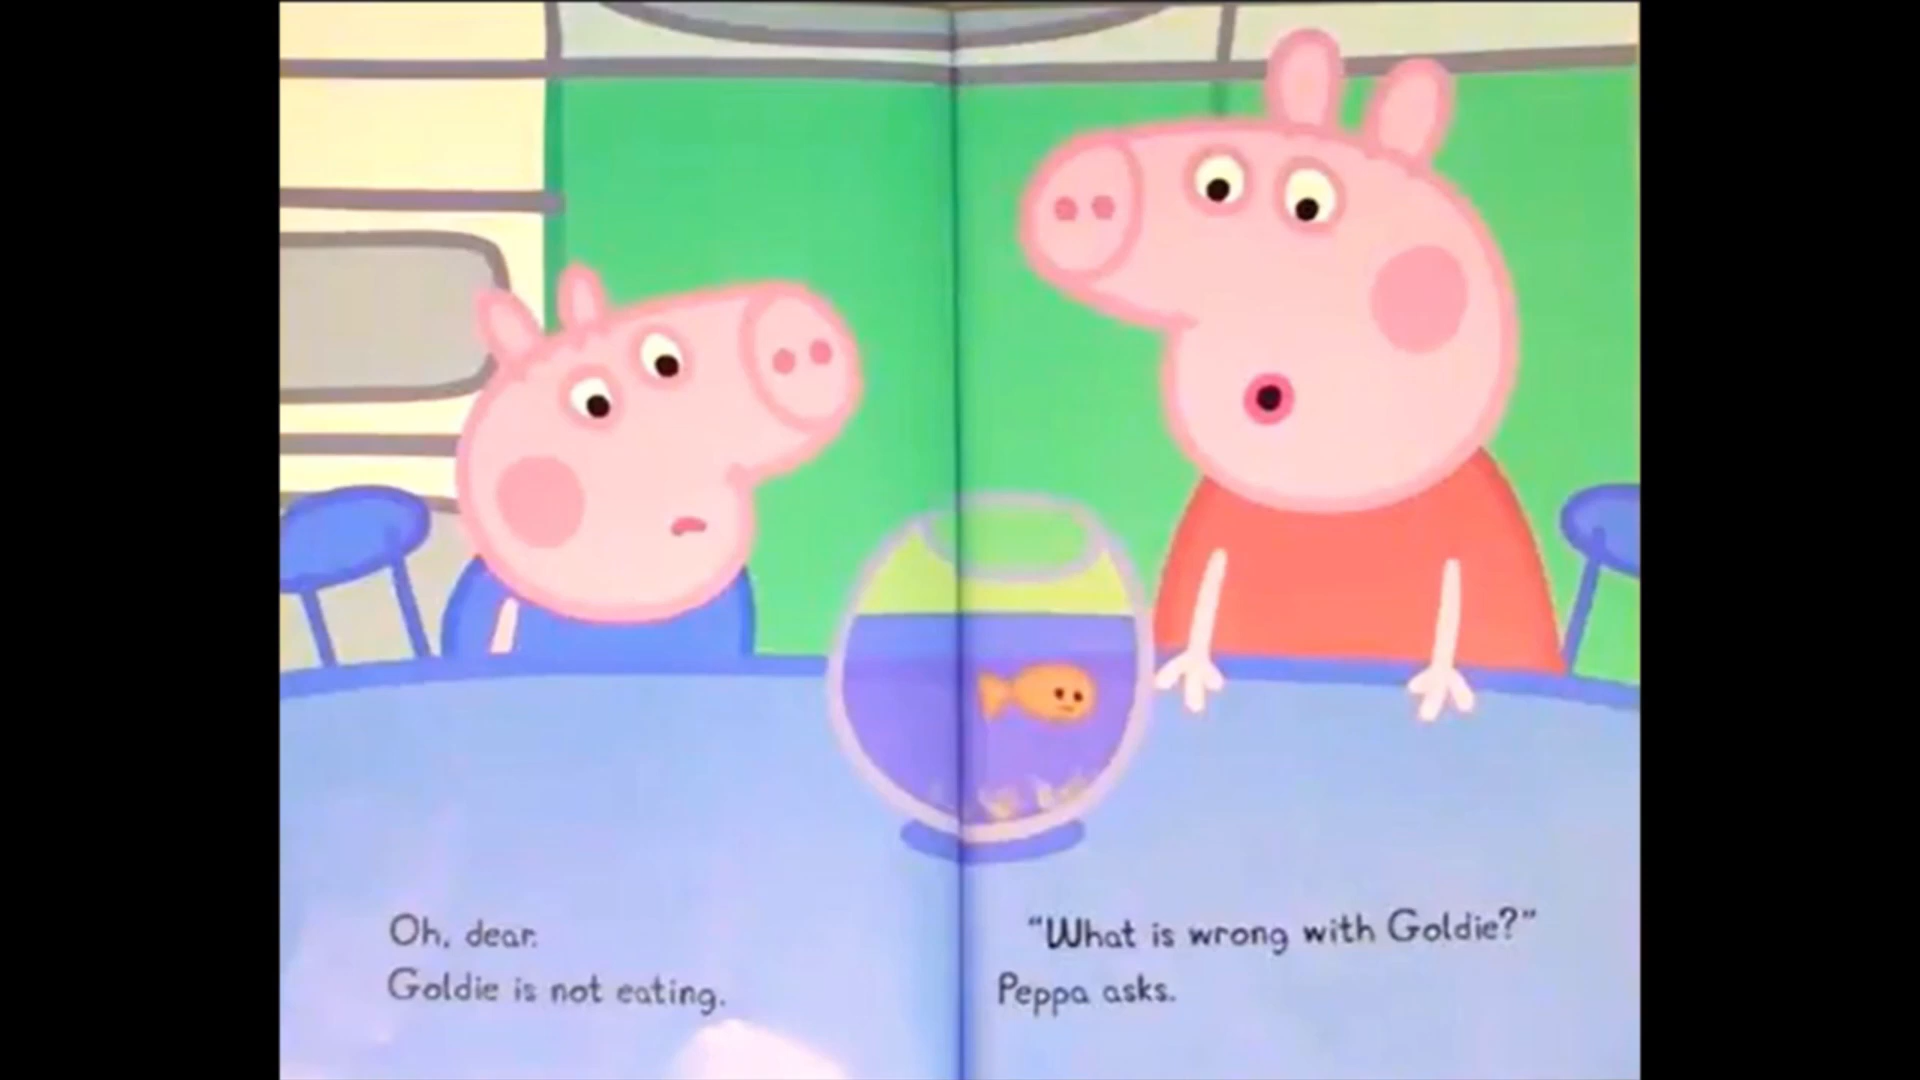 Oh, dear.
Goldie is not eating.
“What is wrong with Goldie?”
Peppa asks.